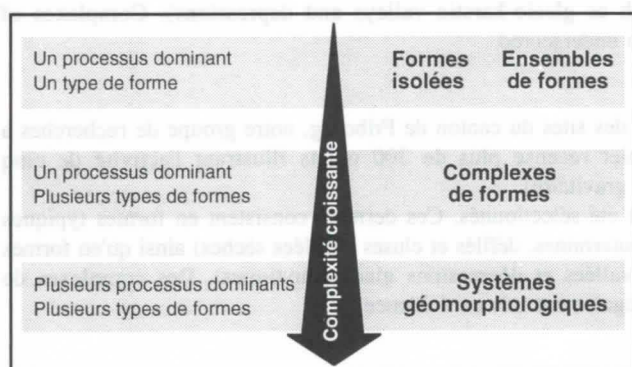 Un processus dominant
Un type de forme
Formes isolées
Ensembles de formes
Un processus dominant
Plusieurs types de formes
Complexes de formes
Plusieurs processus dominants
Plusieurs types de formes
Systèmes géomorphologiques
Complexité croissante